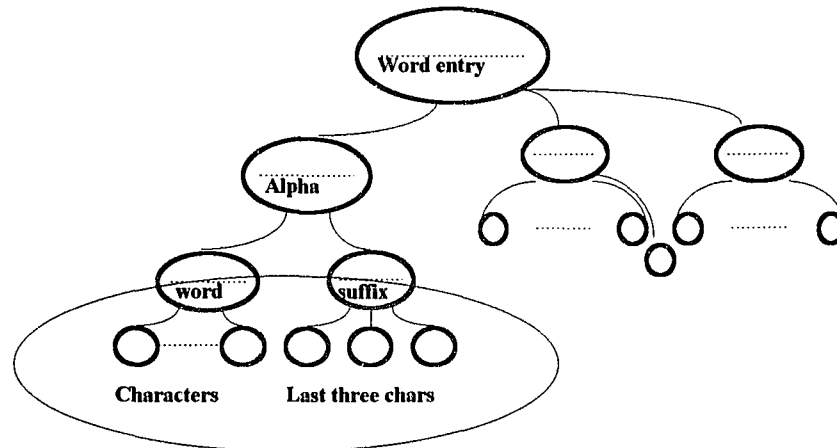 Word entry
Alpha
word
suffix
Characters
Last three chars